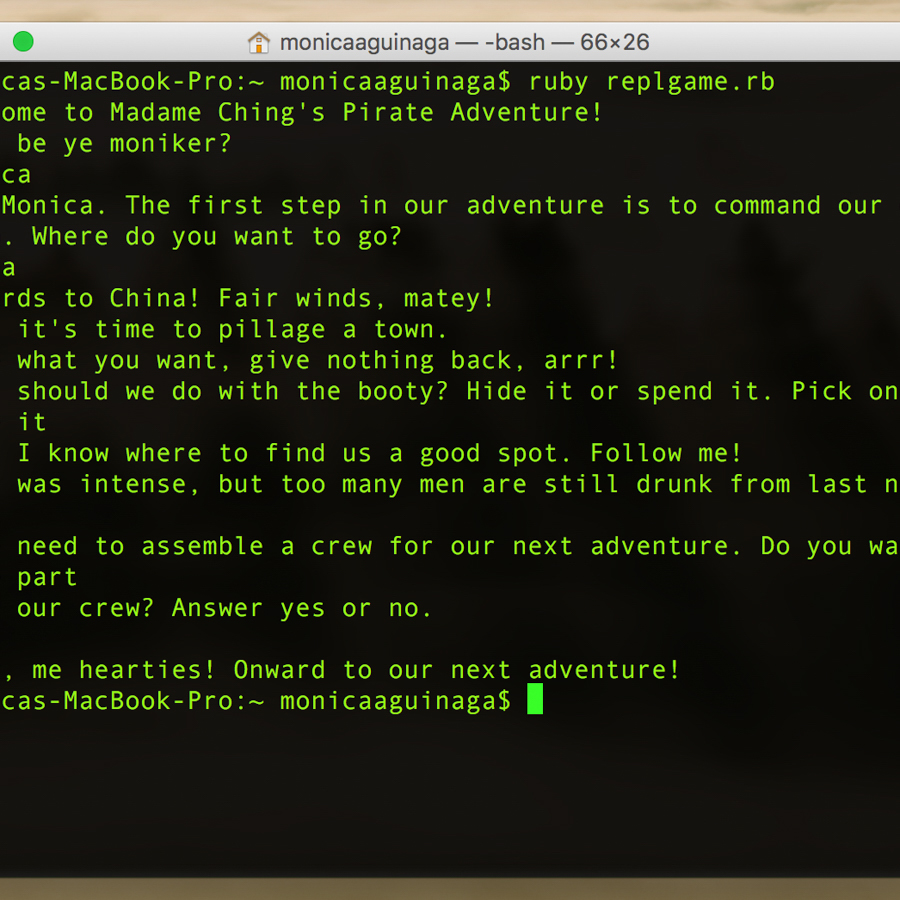 monicaaguinaga — -bash — 66×26
cas-MacBook-Pro:~ monicaaguinaga$ ruby replgame.rb
ome to Madame Ching's Pirate Adventure!
be ye moniker?
ca
Monica. The first step in our adventure is to command our
. Where do you want to go?
a
rds to China! Fair winds, matey!
it's time to pillage a town.
what you want, give nothing back, arrr!
should we do with the booty? Hide it or spend it. Pick on
it
I know where to find us a good spot. Follow me!
was intense, but too many men are still drunk from last n
need to assemble a crew for our next adventure. Do you wa
part
our crew? Answer yes or no.
, me hearties! Onward to our next adventure!
cas-MacBook-Pro:~ monicaaguinaga$